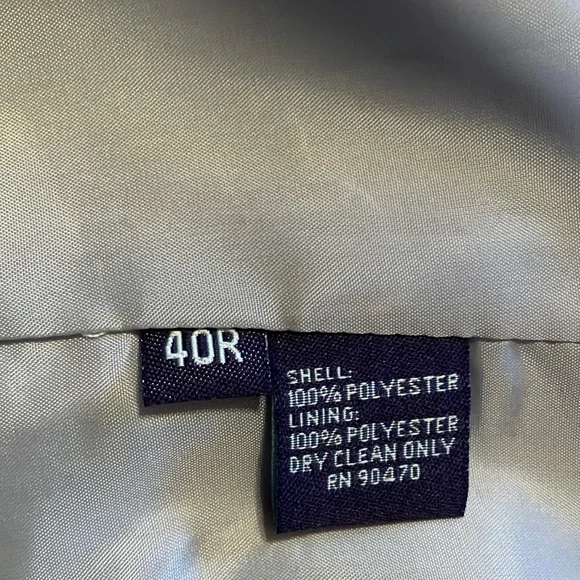 40R
SHELL:
100% POLYESTER
LINING:
100% POLYESTER
DRY CLEAN ONLY
RN 90470